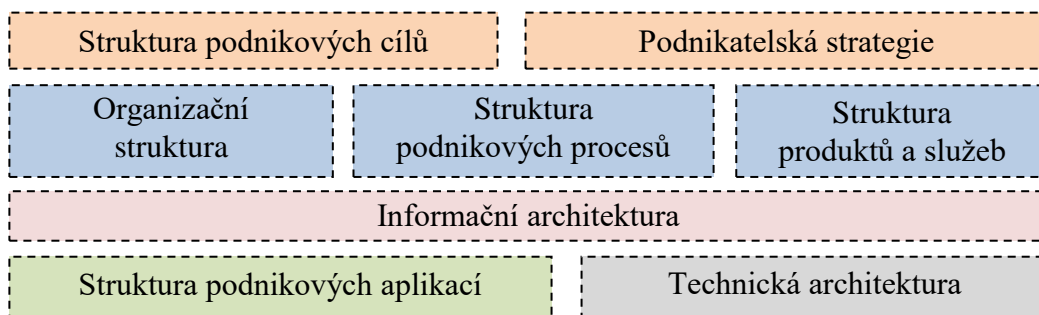 Struktura podnikových cílů
Podnikatelská strategie
Organizační
struktura
Struktura
podnikových procesů
Struktura
produktů a služeb
Informační architektura
Struktura podnikových aplikací
Technická architektura